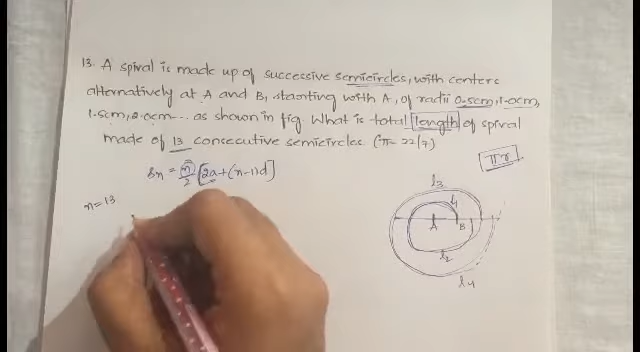 13. A spiral is made up of successive semicircles, with centers
alternatively at A and B, starting with A, of radii 0.5cm, 1.0cm,
1.5cm, 2.0cm... as shown in fig. What is total length of spiral
made of 13 consecutive semicircles. (π = 22/7)
πr
Sn = n/2 [2a+(n-1)d]
n=13
l3
l1
A
B
l2
l4